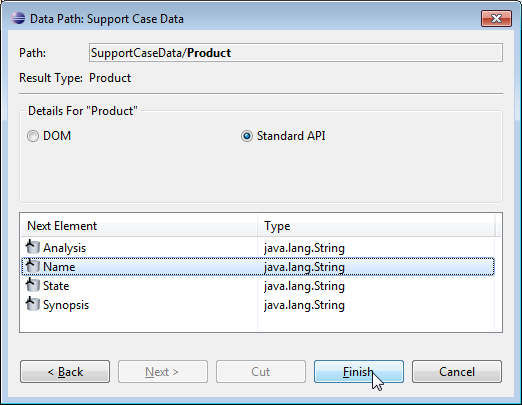 Data Path: Support Case Data
Path: SupportCaseData/Product
Result Type: Product
Details For "Product"
DOM Standard API
Next Element Type
Analysis java.lang.String
Name java.lang.String
State java.lang.String
Synopsis java.lang.String
< Back Next > Cut Finish Cancel